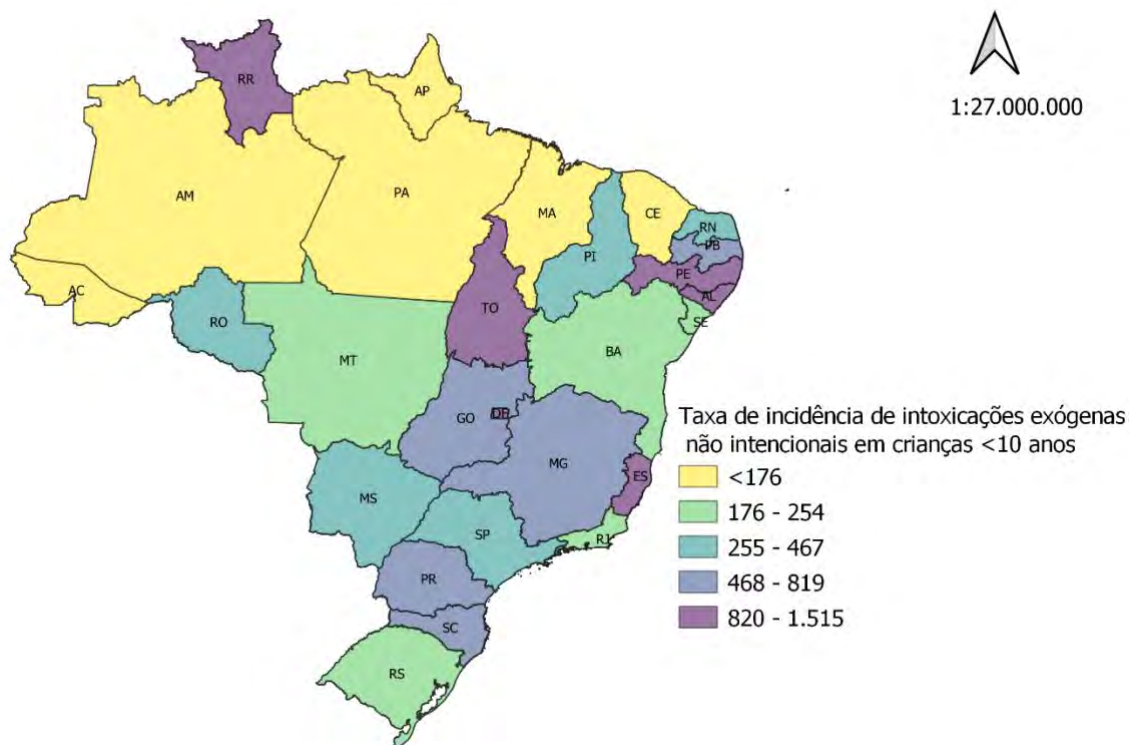 RR
AP
1:27.000.000
AM
PA
MA
CE
RN
PB
PI
PE
AL
AC
TO
SE
RO
BA
MT
GO
DF
MG
ES
MS
SP
RJ
PR
SC
RS
Taxa de incidência de intoxicações exógenas
não intencionais em crianças <10 anos
<176
176 - 254
255 - 467
468 - 819
820 - 1.515